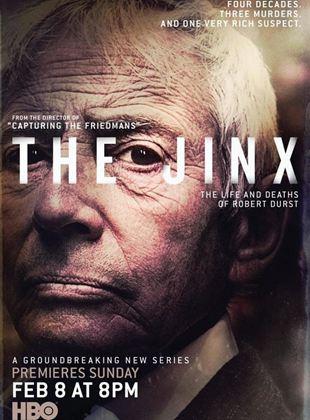 FOUR DECADES.
THREE MURDERS.
AND ONE VERY RICH SUSPECT.
FROM THE DIRECTOR OF
"CAPTURING THE FRIEDMANS"
THE JINX
THE LIFE AND DEATHS
OF ROBERT DURST
A GROUNDBREAKING NEW SERIES
PREMIERES SUNDAY
FEB 8 AT 8PM
HBO